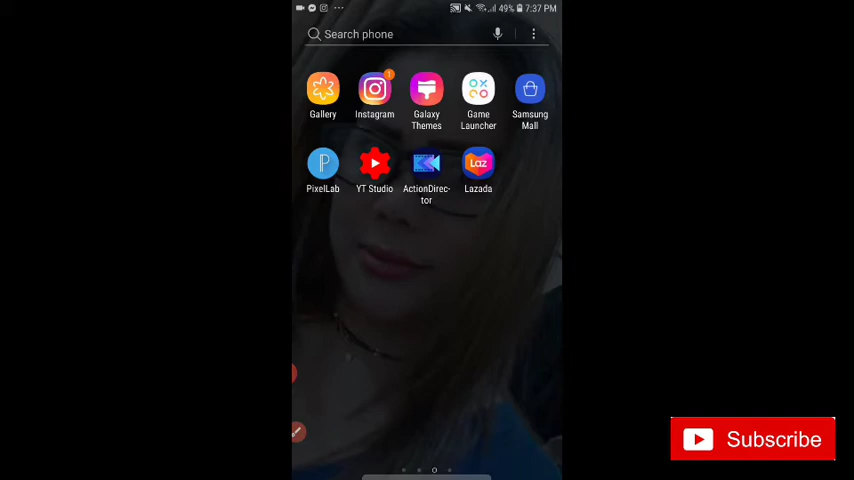 49% 7:37 PM
Search phone
1
Gallery Instagram Galaxy Themes Game Launcher Samsung Mall
P
Laz
PixelLab YT Studio ActionDirec-tor Lazada
Subscribe